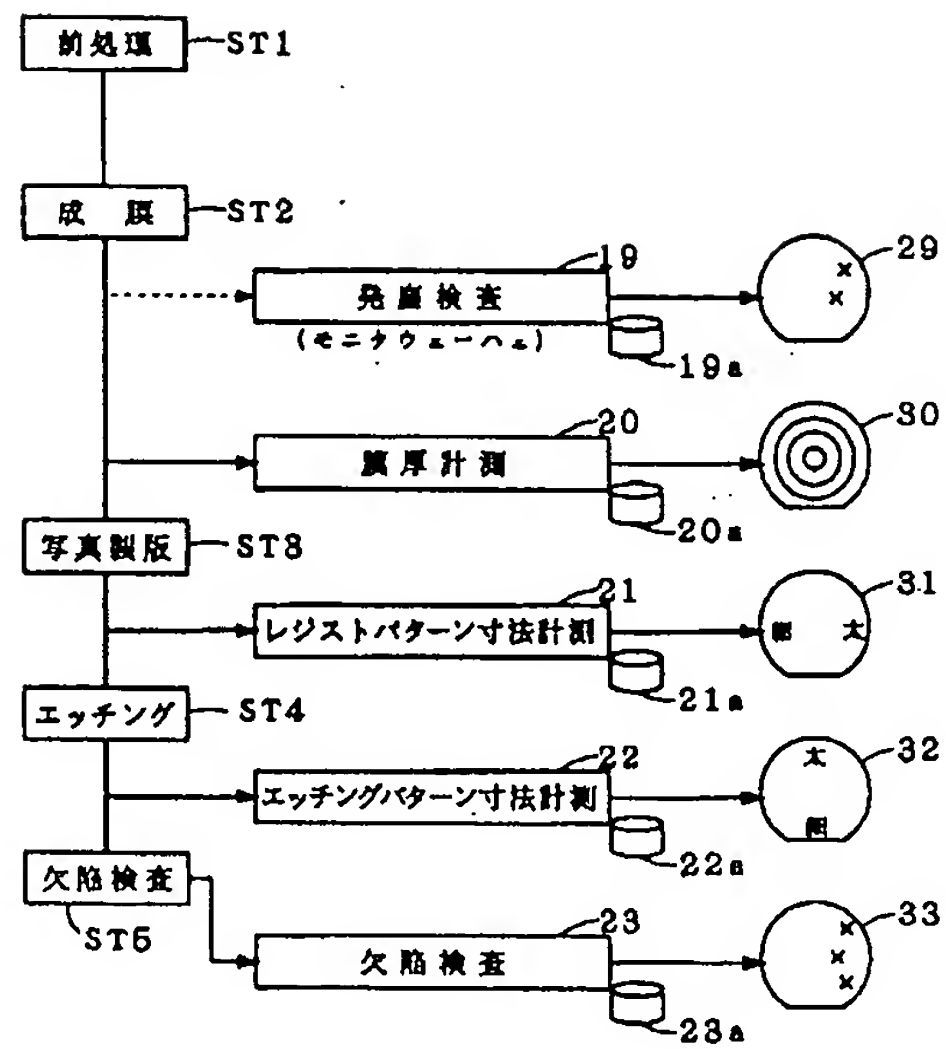 前処理 ST1
成膜 ST2
19 29
発塵検査
(モニタウェーハ)
19a
20 30
膜厚計測
20a
写真製版 ST3
21 31
レジストパターン寸法計測
細 太
21a
エッチング ST4
22 32
エッチングパターン寸法計測
太
細
22a
欠陥検査
ST5
23 33
欠陥検査
23a